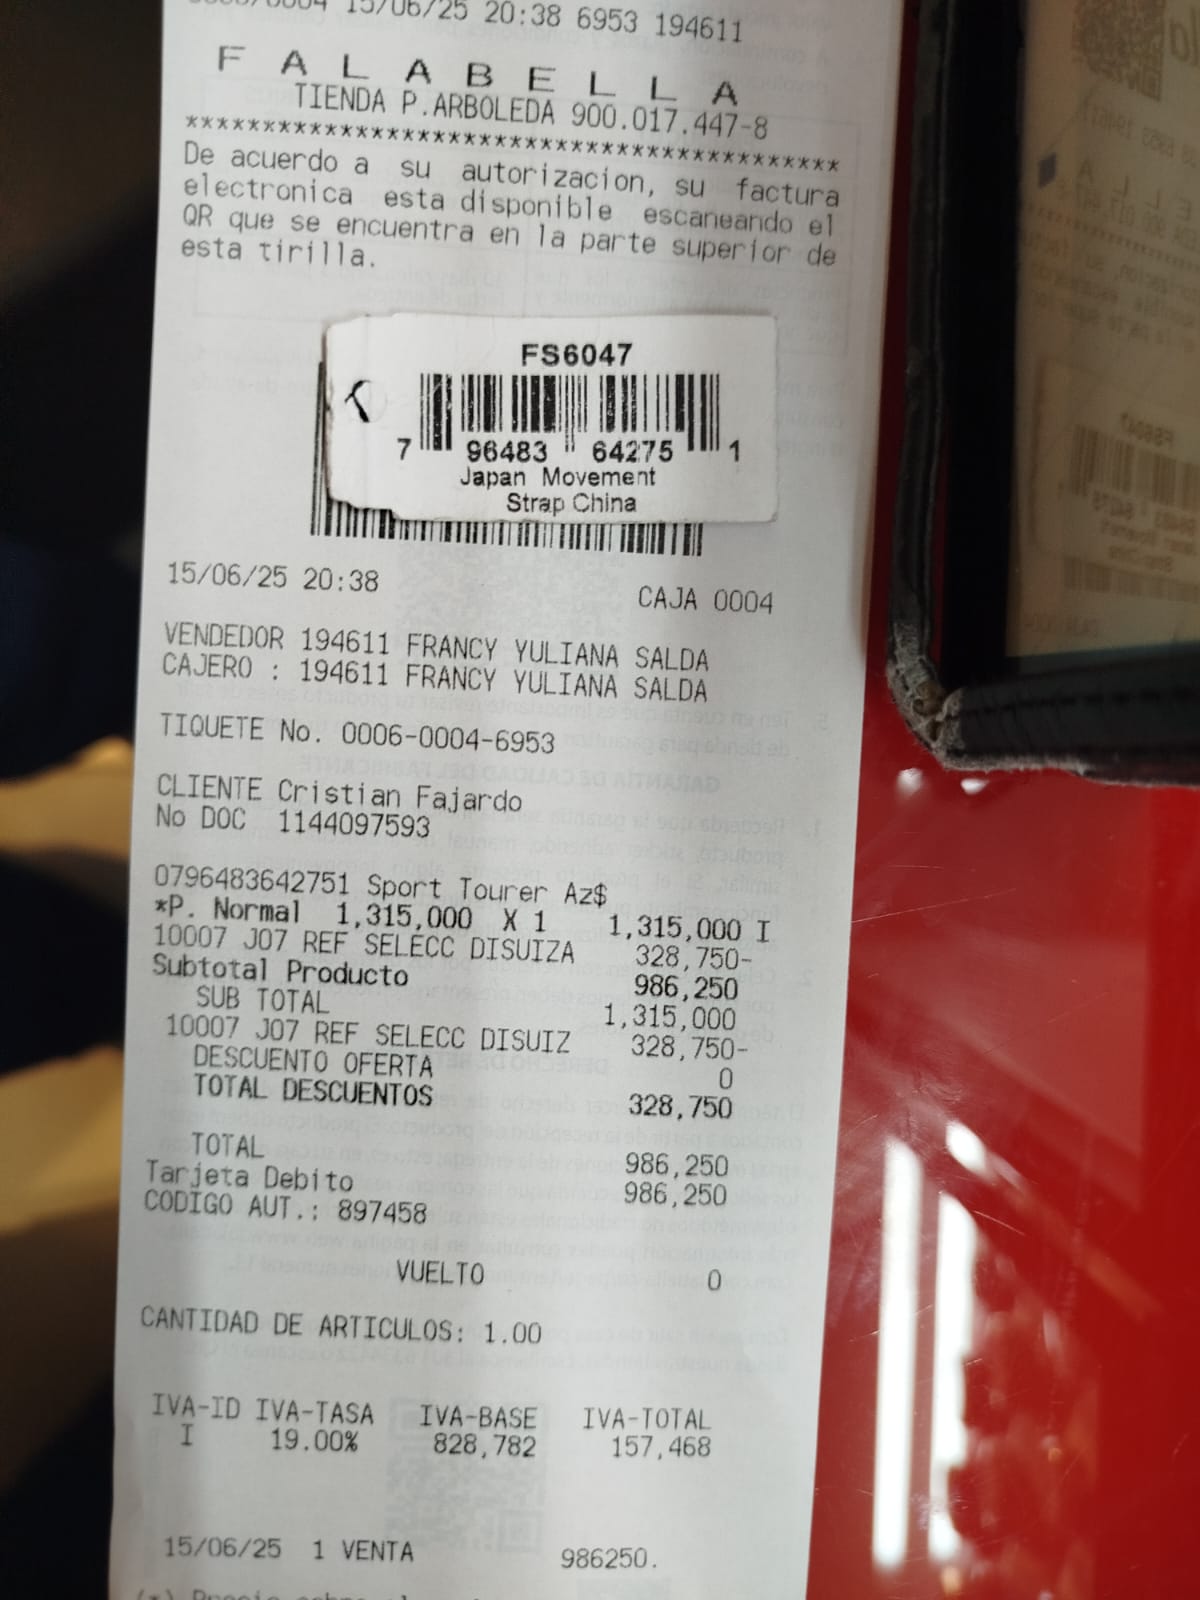 15/06/25 20:38 6953 194611
F A L A B E L L A
TIENDA P.ARBOLEDA 900.017.447-8
******************************************
De acuerdo a su autorizacion, su factura
electronica esta disponible escaneando el
QR que se encuentra en la parte superior de
esta tirilla.
FS6047
7 96483 64275 1
Japan Movement
Strap China
15/06/25 20:38 CAJA 0004
VENDEDOR 194611 FRANCY YULIANA SALDA
CAJERO : 194611 FRANCY YULIANA SALDA
TIQUETE No. 0006-0004-6953
CLIENTE Cristian Fajardo
No DOC 1144097593
0796483642751 Sport Tourer Az$
*P. Normal 1,315,000 X 1 1,315,000 I
10007 J07 REF SELECC DISUIZA 328,750-
Subtotal Producto 986,250
SUB TOTAL 1,315,000
10007 J07 REF SELECC DISUIZ 328,750-
DESCUENTO OFERTA 0
TOTAL DESCUENTOS 328,750
TOTAL 986,250
Tarjeta Debito 986,250
CODIGO AUT.: 897458
VUELTO 0
CANTIDAD DE ARTICULOS: 1.00
IVA-ID IVA-TASA IVA-BASE IVA-TOTAL
I 19.00% 828,782 157,468
15/06/25 1 VENTA 986250.